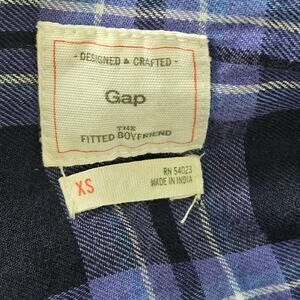 - DESIGNED & CRAFTED -
Gap
THE
FITTED BOYFRIEND
XS
RN 54023
MADE IN INDIA